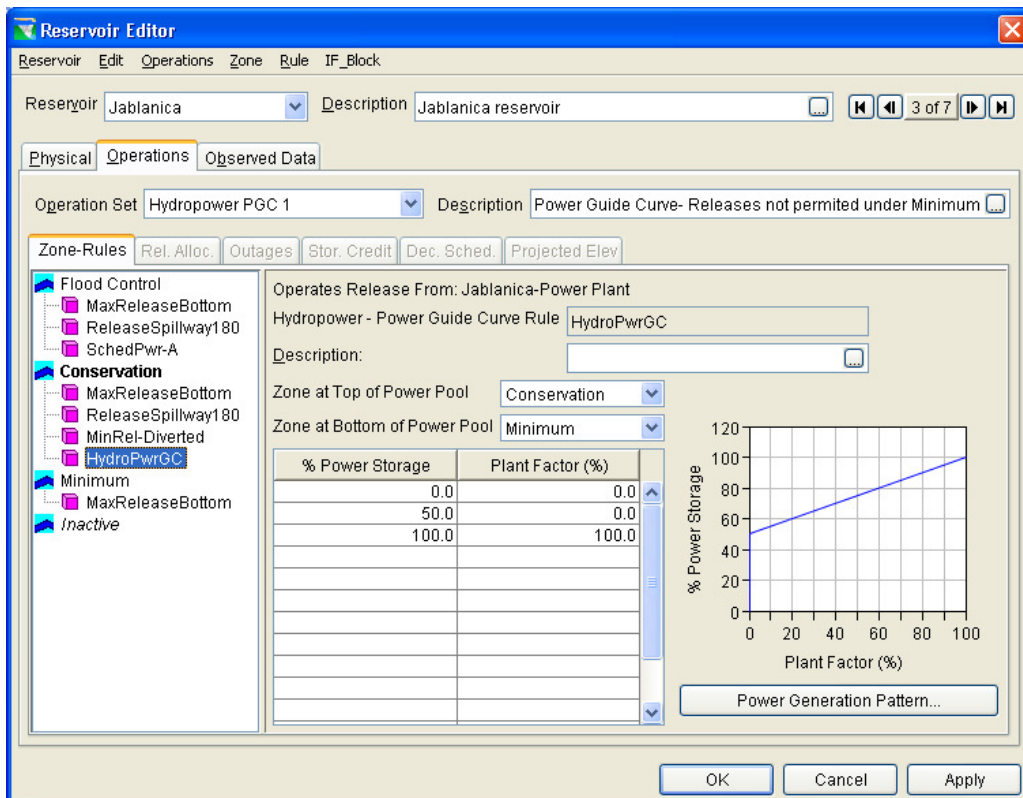 Reservoir Editor
Reservoir Edit Operations Zone Rule IF_Block
Reservoir Jablanica Description Jablanica reservoir ... 3 of 7
Physical Operations Observed Data
Operation Set Hydropower PGC 1 Description Power Guide Curve- Releases not permited under Minimum ...
Zone-Rules Rel. Alloc. Outages Stor. Credit Dec. Sched. Projected Elev
Flood Control
MaxReleaseBottom
ReleaseSpillway180
SchedPwr-A
Conservation
MaxReleaseBottom
ReleaseSpillway180
MinRel-Diverted
HydroPwrGC
Minimum
MaxReleaseBottom
Inactive
Operates Release From: Jablanica-Power Plant
Hydropower - Power Guide Curve Rule HydroPwrGC
Description: ...
Zone at Top of Power Pool Conservation
Zone at Bottom of Power Pool Minimum
% Power Storage Plant Factor (%)
0.0 0.0
50.0 0.0
100.0 100.0
% Power Storage
120
100
80
60
40
20
0
0 20 40 60 80 100
Plant Factor (%)
Power Generation Pattern...
OK Cancel Apply